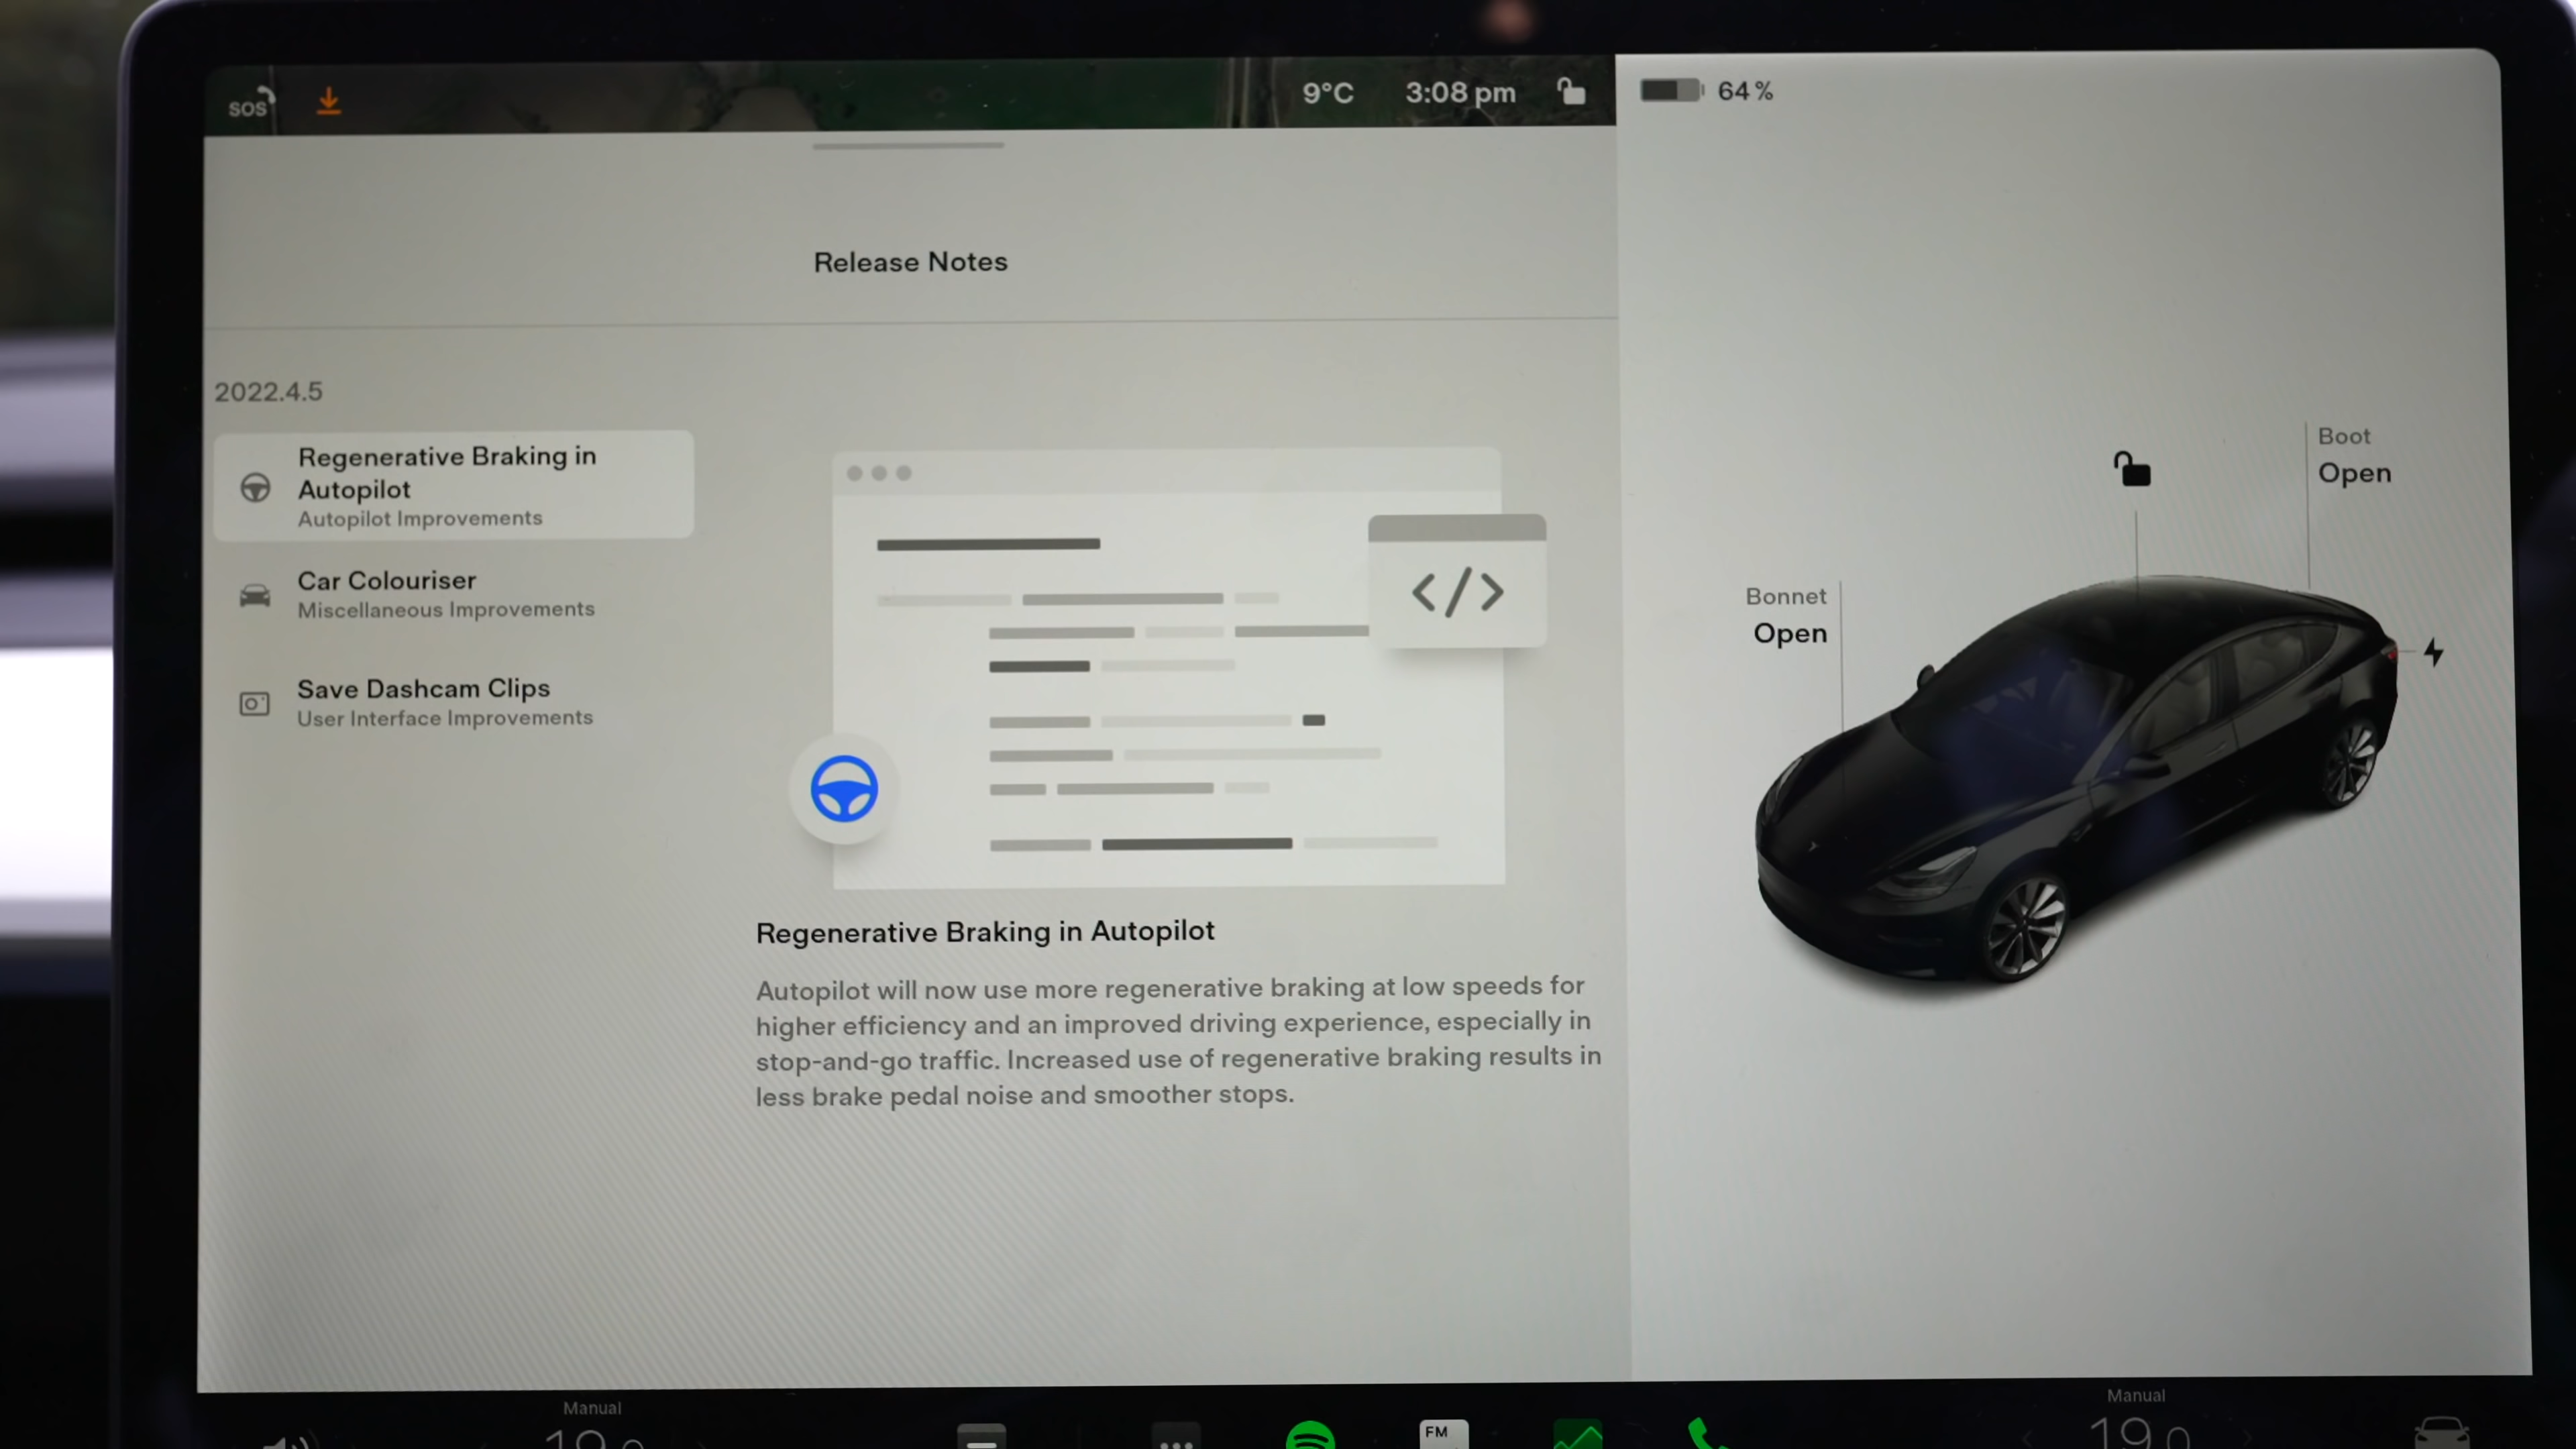 SOS
9°C
3:08 pm
64 %
Release Notes
2022.4.5
Regenerative Braking in
Autopilot
Autopilot Improvements
Car Colouriser
Miscellaneous Improvements
Save Dashcam Clips
User Interface Improvements
</>
Regenerative Braking in Autopilot
Autopilot will now use more regenerative braking at low speeds for
higher efficiency and an improved driving experience, especially in
stop-and-go traffic. Increased use of regenerative braking results in
less brake pedal noise and smoother stops.
Boot
Open
Bonnet
Open
Manual
19.0
FM
Manual
19.0